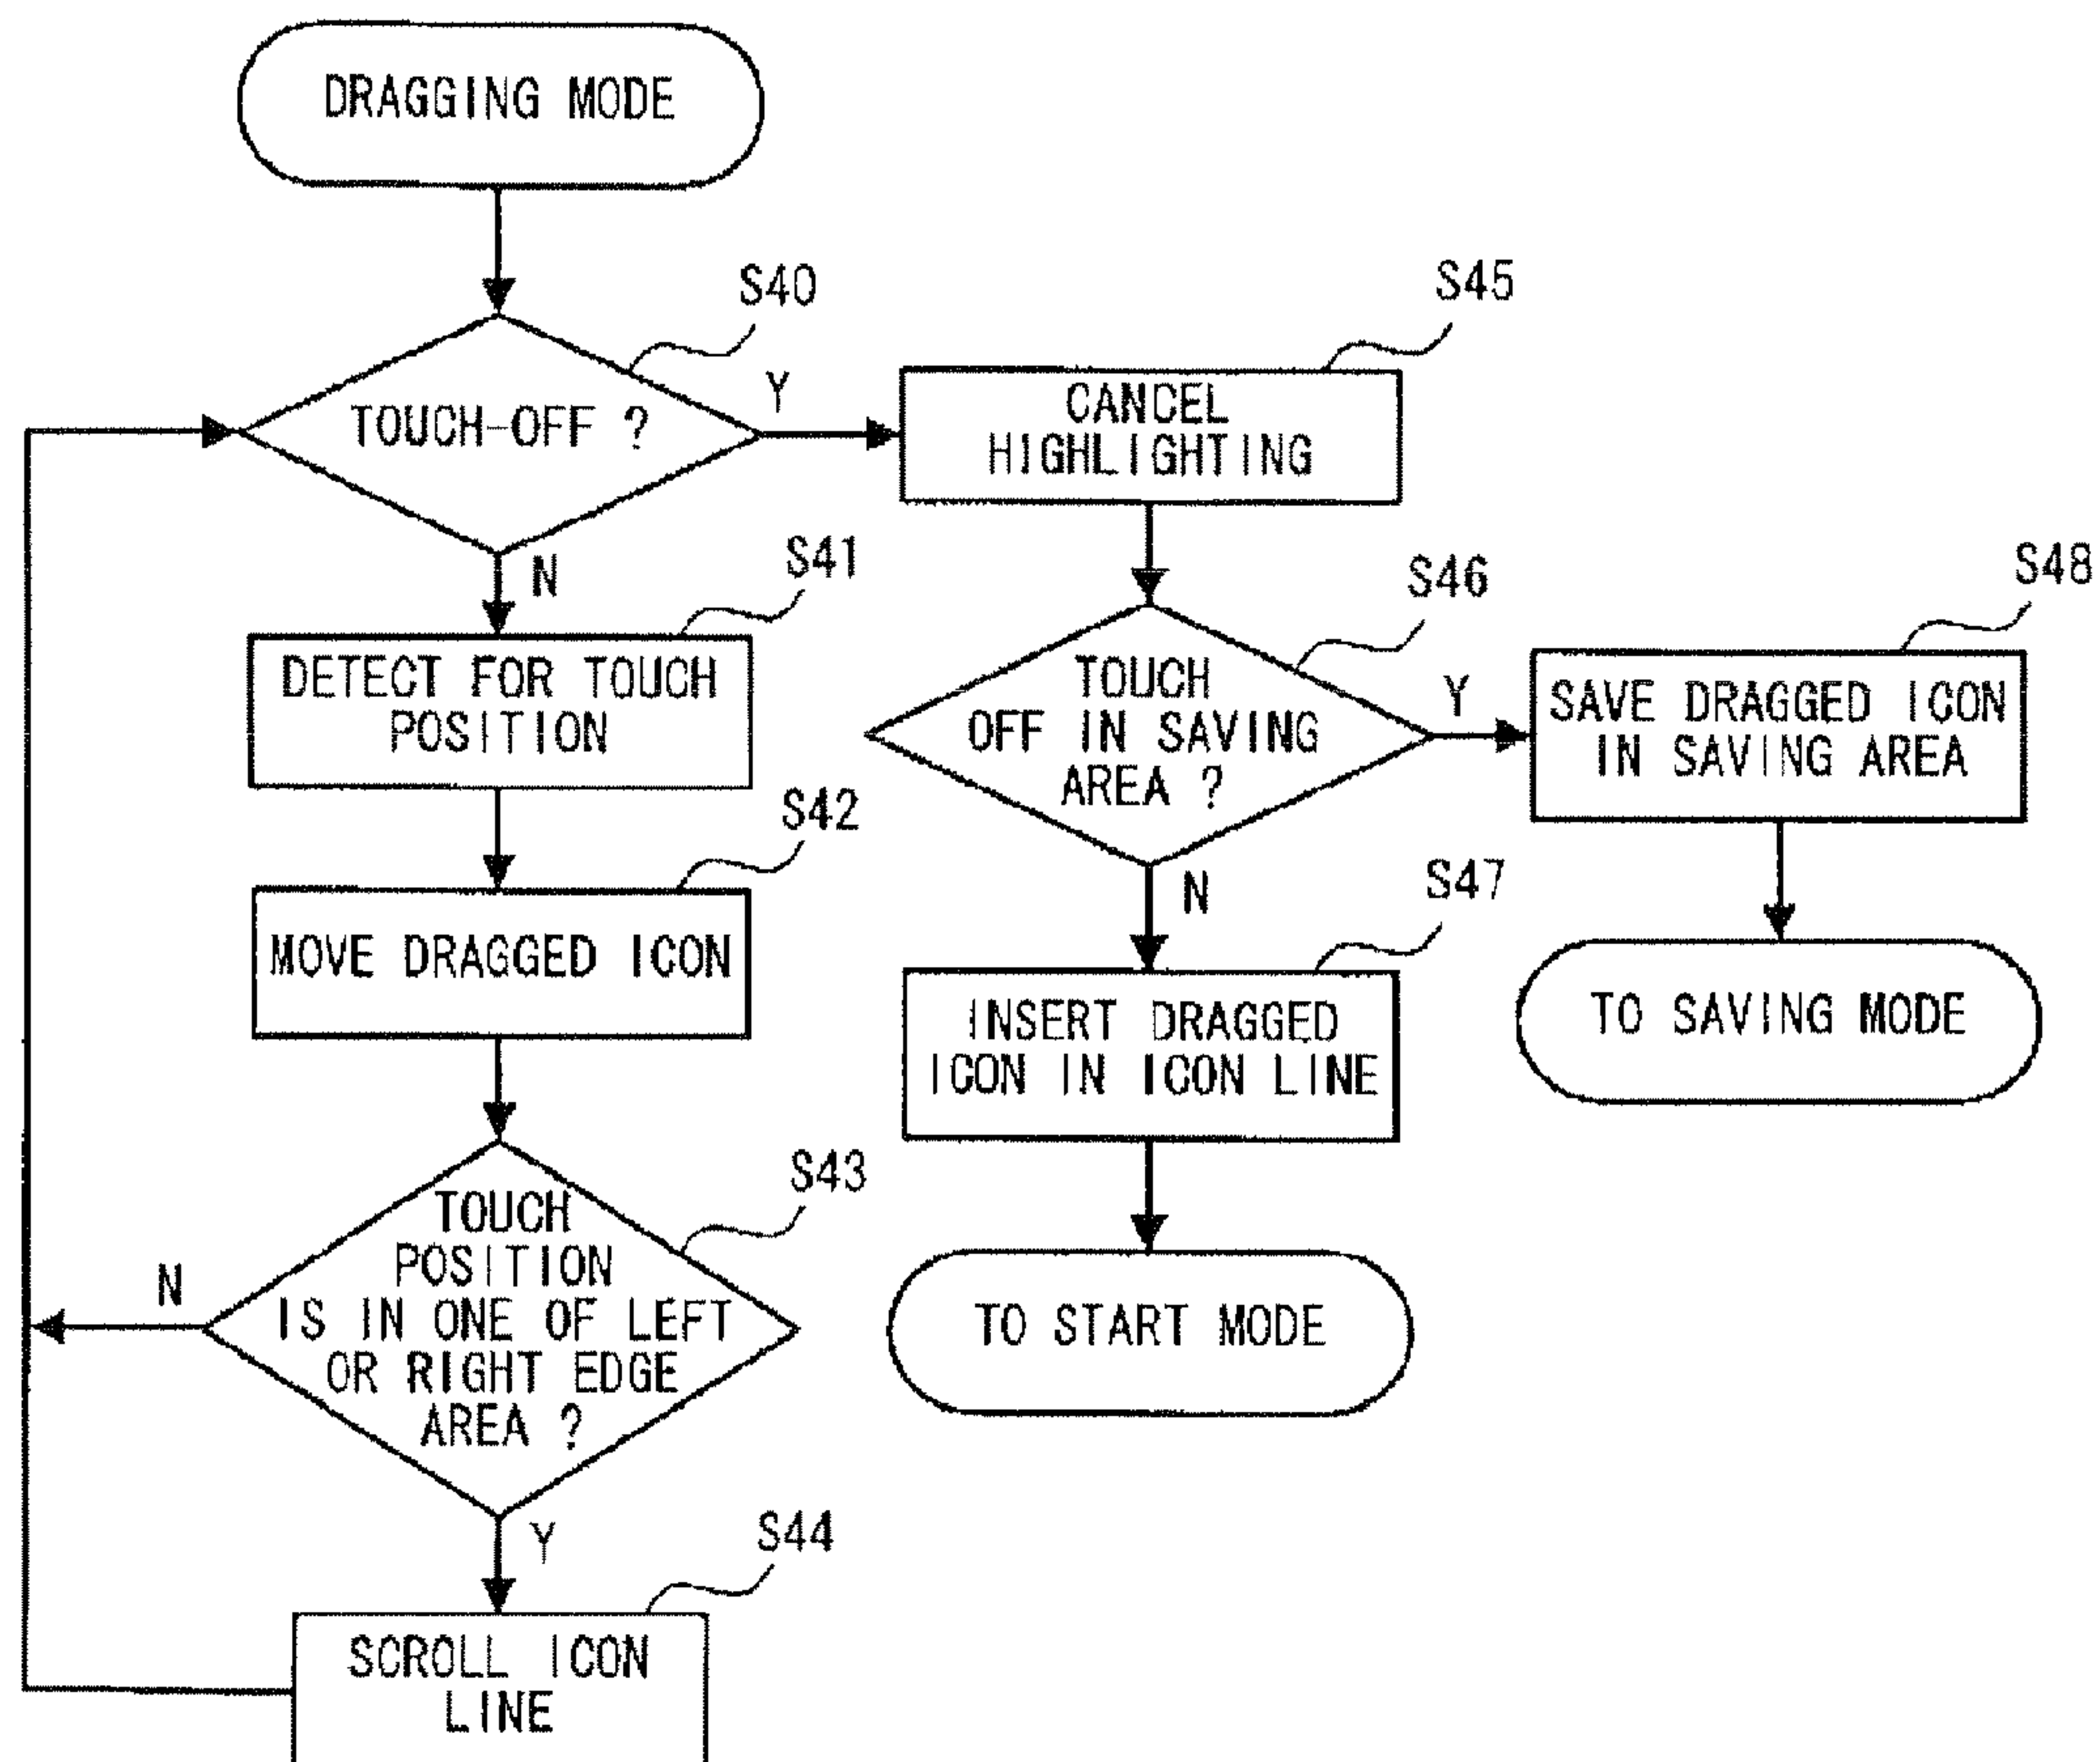 DRAGGING MODE
S40
TOUCH-OFF ?
Y
N
S45
CANCEL
HIGHLIGHTING
S41
DETECT FOR TOUCH
POSITION
S46
TOUCH
OFF IN SAVING
AREA ?
Y
N
S48
SAVE DRAGGED ICON
IN SAVING AREA
S42
MOVE DRAGGED ICON
S47
INSERT DRAGGED
ICON IN ICON LINE
TO SAVING MODE
S43
TOUCH
POSITION
IS IN ONE OF LEFT
OR RIGHT EDGE
AREA ?
N
Y
TO START MODE
S44
SCROLL ICON
LINE